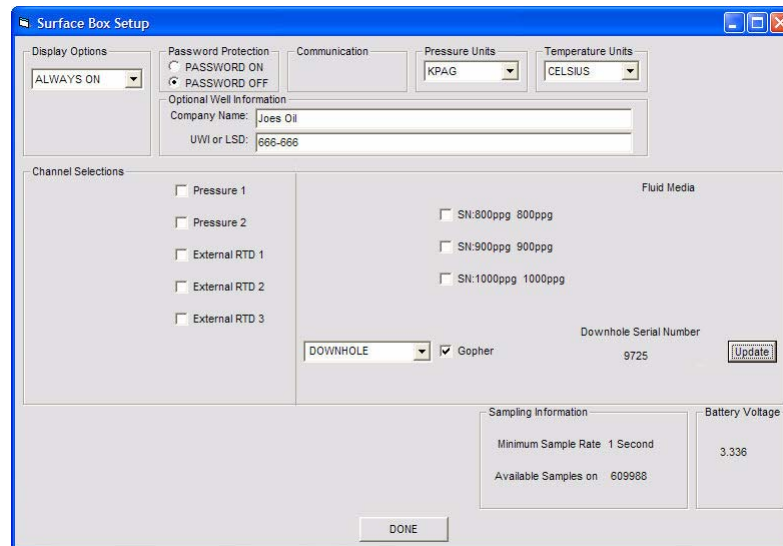 Surface Box Setup
Display Options
ALWAYS ON
Password Protection
PASSWORD ON
PASSWORD OFF
Communication
Pressure Units
KPAG
Temperature Units
CELSIUS
Optional Well Information
Company Name: Joes Oil
UWI or LSD: 666-666
Channel Selections
Pressure 1
Pressure 2
External RTD 1
External RTD 2
External RTD 3
Fluid Media
SN:800ppg 800ppg
SN:900ppg 900ppg
SN:1000ppg 1000ppg
Downhole Serial Number
DOWNHOLE Gopher 9725 Update
Sampling Information
Minimum Sample Rate 1 Second
Available Samples on 609988
Battery Voltage
3.336
DONE